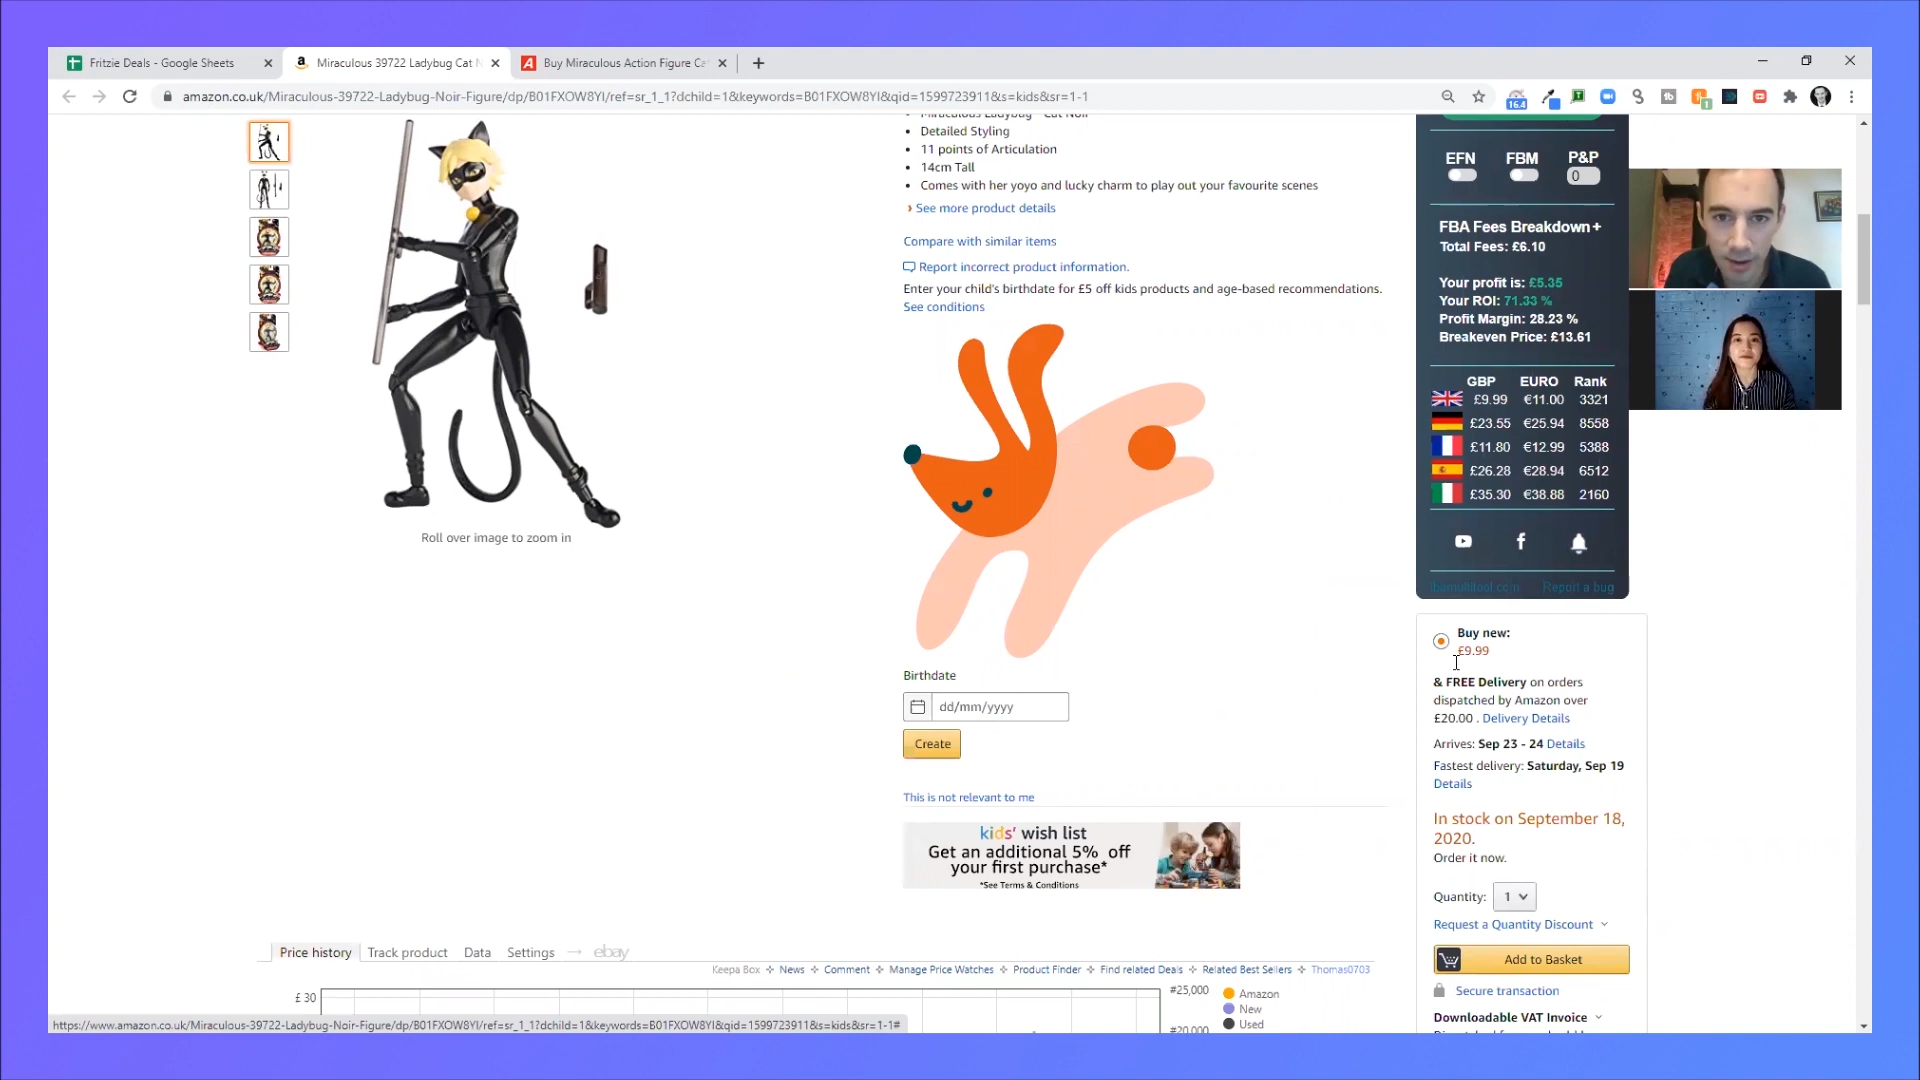 Fritzie Deals - Google Sheets
Miraculous 39722 Ladybug Cat N
Buy Miraculous Action Figure Ca
amazon.co.uk/Miraculous-39722-Ladybug-Noir-Figure/dp/B01FXOW8YI/ref=sr_1_1?dchild=1&keywords=B01FXOW8YI&qid=1599723911&s=kids&sr=1-1
16.4
1
Miraculous Ladybug - Cat Noir
Detailed Styling
11 points of Articulation
14cm Tall
Comes with her yoyo and lucky charm to play out your favourite scenes
› See more product details
Compare with similar items
Report incorrect product information.
Enter your child's birthdate for £5 off kids products and age-based recommendations.
See conditions
Roll over image to zoom in
Birthdate
dd/mm/yyyy
Create
This is not relevant to me
kids' wish list
Get an additional 5% off
your first purchase*
*See Terms & Conditions
EFN FBM P&P
0
FBA Fees Breakdown+
Total Fees: £6.10
Your profit is: £5.35
Your ROI: 71.33 %
Profit Margin: 28.23 %
Breakeven Price: £13.61
GBP EURO Rank
£9.99 €11.00 3321
£23.55 €25.94 8558
£11.80 €12.99 5388
£26.28 €28.94 6512
£35.30 €38.88 2160
fbamultitool.com Report a bug
Buy new:
£9.99
& FREE Delivery on orders
dispatched by Amazon over
£20.00 . Delivery Details
Arrives: Sep 23 - 24 Details
Fastest delivery: Saturday, Sep 19
Details
In stock on September 18,
2020.
Order it now.
Quantity: 1
Request a Quantity Discount
Add to Basket
Secure transaction
Downloadable VAT Invoice
Price history Track product Data Settings → ebay
Keepa Box News Comment Manage Price Watches Product Finder Find related Deals Related Best Sellers Thomas0703
£ 30
#25,000
#20,000
Amazon
New
Used
https://www.amazon.co.uk/Miraculous-39722-Ladybug-Noir-Figure/dp/B01FXOW8YI/ref=sr_1_1?dchild=1&keywords=B01FXOW8YI&qid=1599723911&s=kids&sr=1-1#